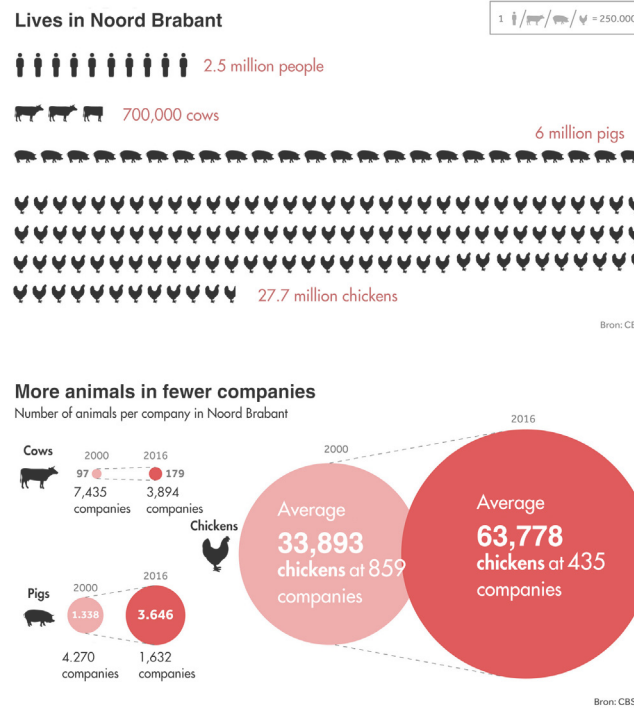 Lives in Noord Brabant
1 / / / = 250.000
2.5 million people
700,000 cows
6 million pigs
27.7 million chickens
Bron: CB
More animals in fewer companies
Number of animals per company in Noord Brabant
Cows
2000
2016
97
179
7,435
companies
3,894
companies
Chickens
2000
2016
Average
33,893
chickens at 859
companies
Average
63,778
chickens at 435
companies
Pigs
2000
2016
1.338
3.646
4.270
companies
1,632
companies
Bron: CBS